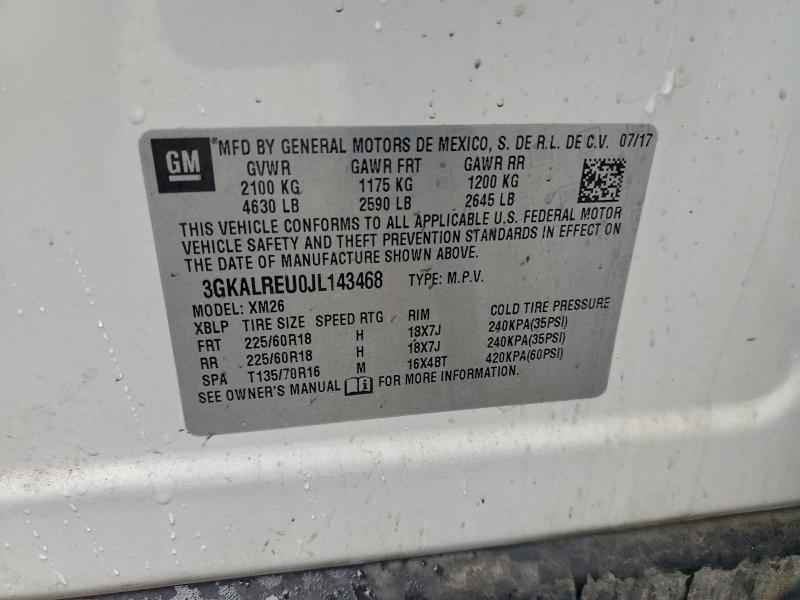 GM
MFD BY GENERAL MOTORS DE MEXICO, S. DE R.L. DE C.V. 07/17
GVWR GAWR FRT GAWR RR
2100 KG 1175 KG 1200 KG
4630 LB 2590 LB 2645 LB
THIS VEHICLE CONFORMS TO ALL APPLICABLE U.S. FEDERAL MOTOR
VEHICLE SAFETY AND THEFT PREVENTION STANDARDS IN EFFECT ON
THE DATE OF MANUFACTURE SHOWN ABOVE.
3GKALREU0JL143468 TYPE: M.P.V.
MODEL: XM26
XBLP TIRE SIZE SPEED RTG RIM COLD TIRE PRESSURE
FRT 225/60R18 H 18X7J 240KPA(35PSI)
RR 225/60R18 H 18X7J 240KPA(35PSI)
SPA T135/70R16 M 16X4BT 420KPA(60PSI)
SEE OWNER'S MANUAL i FOR MORE INFORMATION.